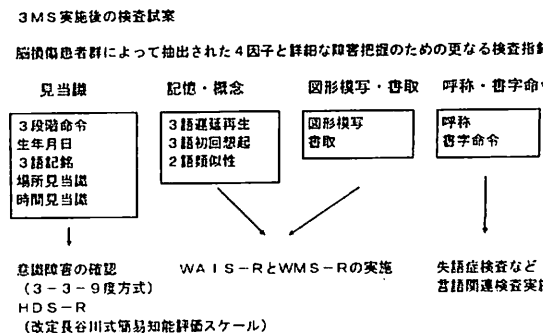 3MS実施後の検査試案
脳損傷患者群によって抽出された4因子と詳細な障害把握のための更なる検査指
見当識
3段階命令
生年月日
3語記銘
場所見当識
時間見当識
記憶・概念
3語遅延再生
3語初回想起
2語類似性
図形模写・書取
図形模写
書取
呼称・書字命
呼称
書字命令
意識障害の確認
(3-3-9度方式)
HDS-R
(改定長谷川式簡易知能評価スケール)
WAIS-RとWMS-Rの実施
失語症検査など
言語関連検査実